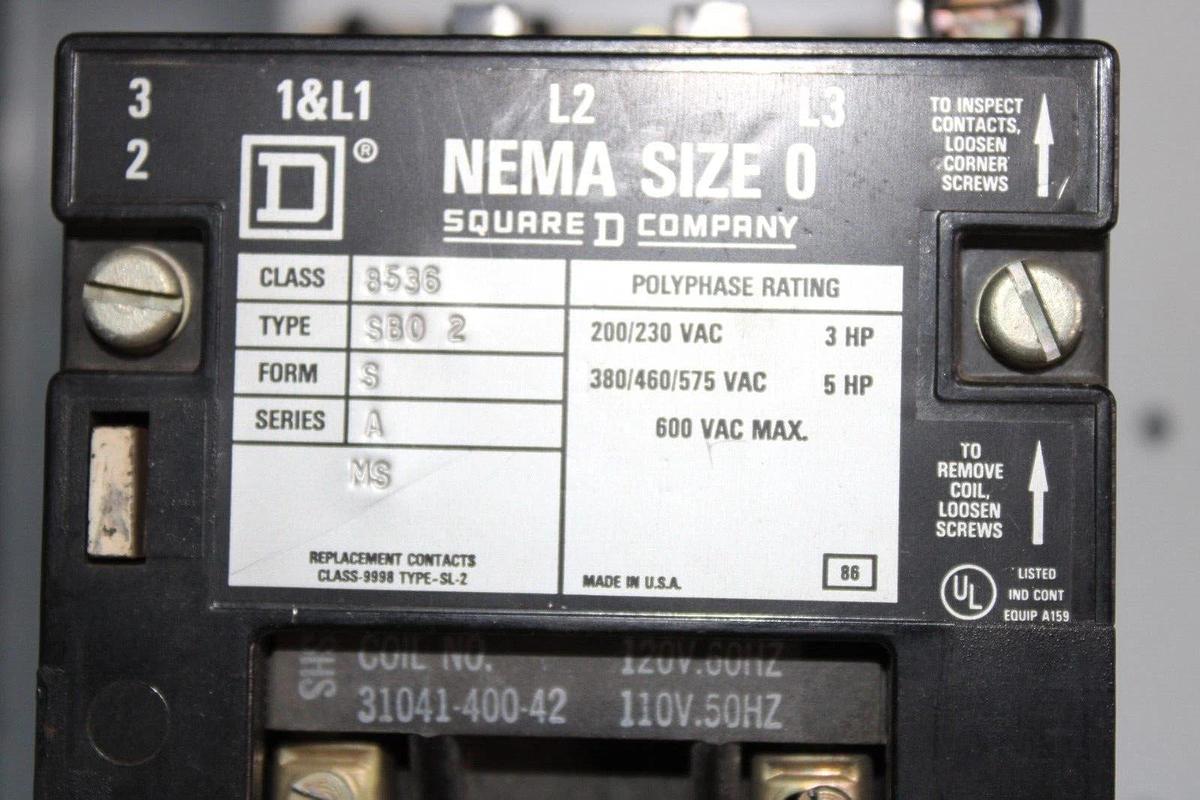 3 1&L1 L2 L3
2
D ®
NEMA SIZE 0
SQUARE D COMPANY
TO INSPECT
CONTACTS,
LOOSEN
CORNER
SCREWS
CLASS 8536
TYPE SBO 2
FORM S
SERIES A
MS
REPLACEMENT CONTACTS
CLASS-9998 TYPE-SL-2
POLYPHASE RATING
200/230 VAC 3 HP
380/460/575 VAC 5 HP
600 VAC MAX.
MADE IN U.S.A.
86
TO
REMOVE
COIL,
LOOSEN
SCREWS
UL LISTED
IND CONT
EQUIP A159
COIL NO. 120V.60HZ
31041-400-42 110V.50HZ